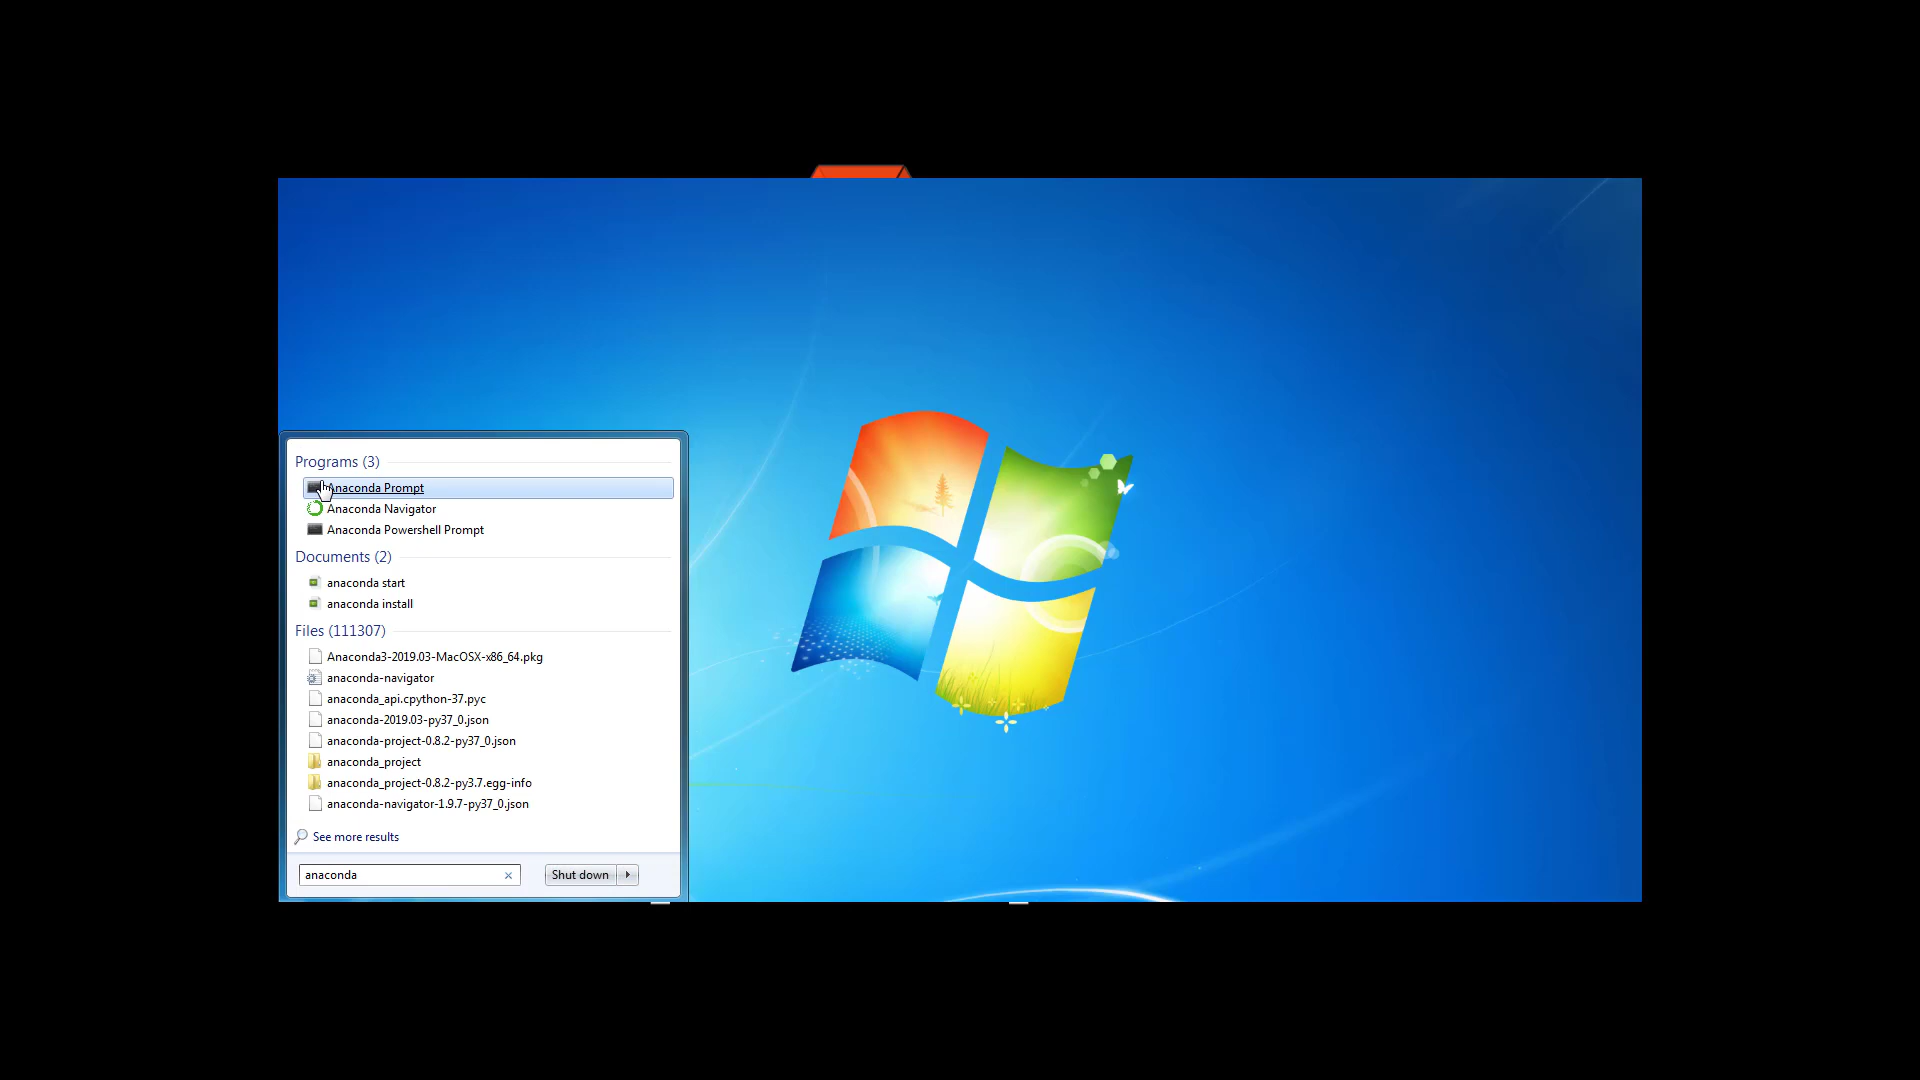 Programs (3)
Anaconda Prompt
Anaconda Navigator
Anaconda Powershell Prompt
Documents (2)
anaconda start
anaconda install
Files (111307)
Anaconda3-2019.03-MacOSX-x86_64.pkg
anaconda-navigator
anaconda_api.cpython-37.pyc
anaconda-2019.03-py37_0.json
anaconda-project-0.8.2-py37_0.json
anaconda_project
anaconda_project-0.8.2-py3.7.egg-info
anaconda-navigator-1.9.7-py37_0.json
See more results
anaconda
Shut down